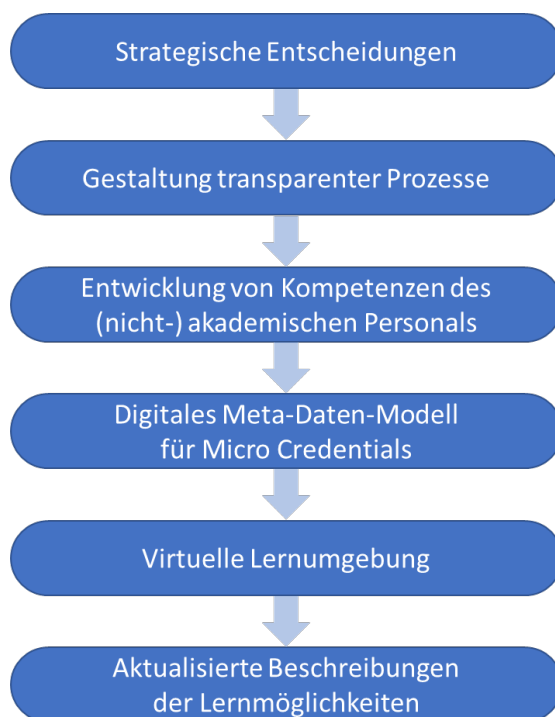 Strategische Entscheidungen
Gestaltung transparenter Prozesse
Entwicklung von Kompetenzen des
(nicht-) akademischen Personals
Digitales Meta-Daten-Modell
für Micro Credentials
Virtuelle Lernumgebung
Aktualisierte Beschreibungen
der Lernmöglichkeiten